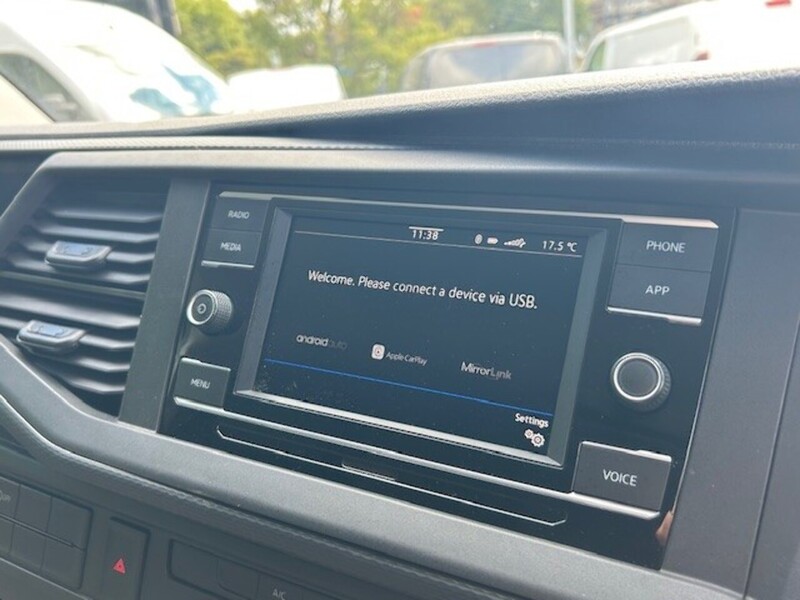 RADIO
MEDIA
MENU
11:38
17.5 °C
Welcome. Please connect a device via USB.
androidauto
Apple CarPlay
MirrorLink
Settings
PHONE
APP
VOICE
A/C